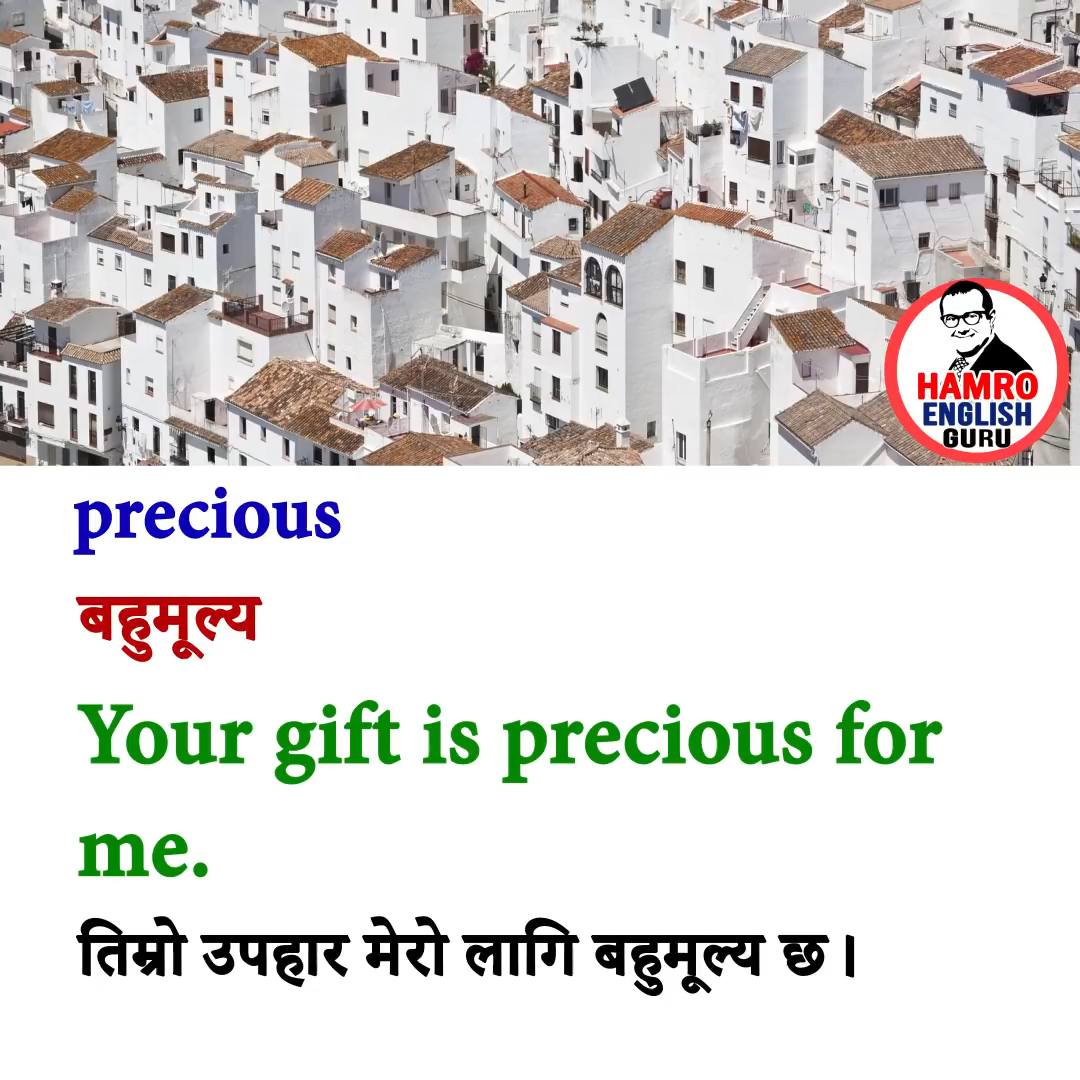 HAMRO
ENGLISH
GURU
precious
बहुमूल्य
Your gift is precious for
me.
तिम्रो उपहार मेरो लागि बहुमूल्य छ।